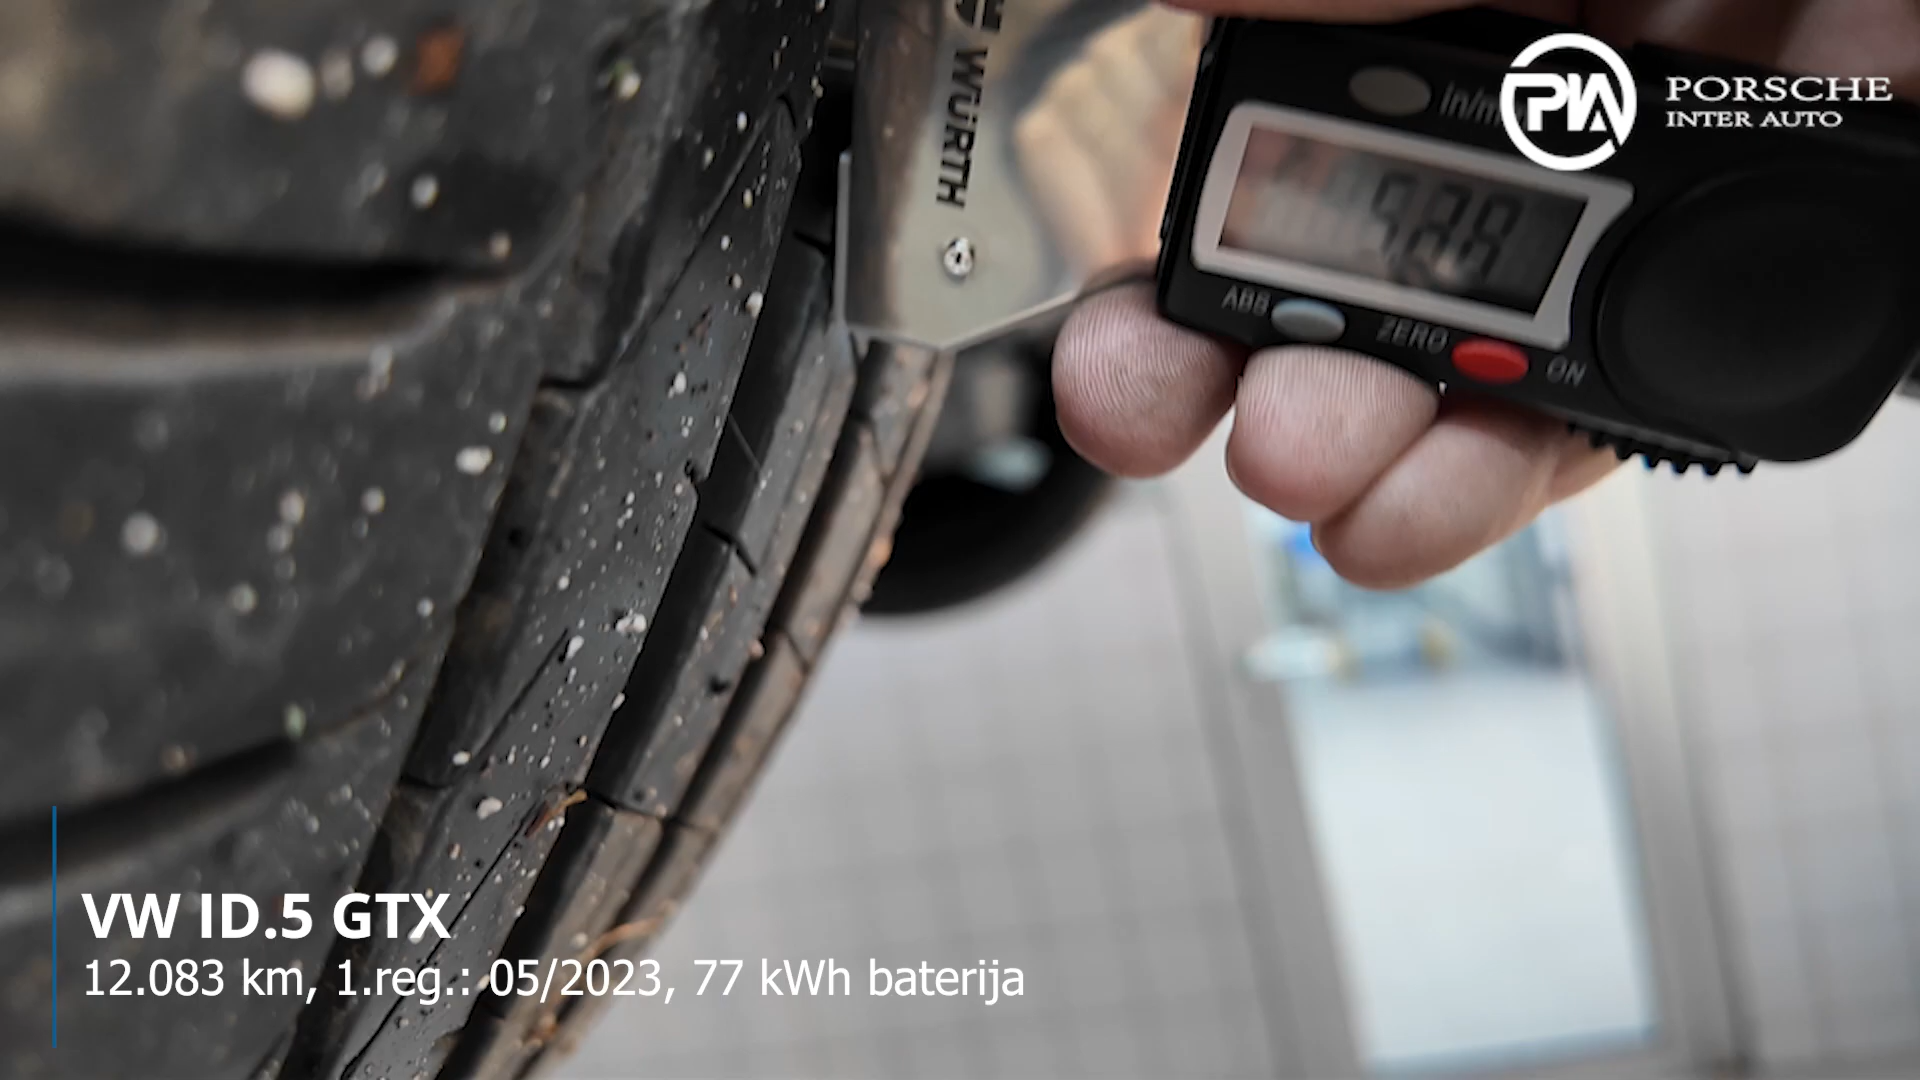 WÜRTH
PORSCHE
INTER AUTO
ABS
ZERO
ON
VW ID.5 GTX
12.083 km, 1.reg.: 05/2023, 77 kWh baterija